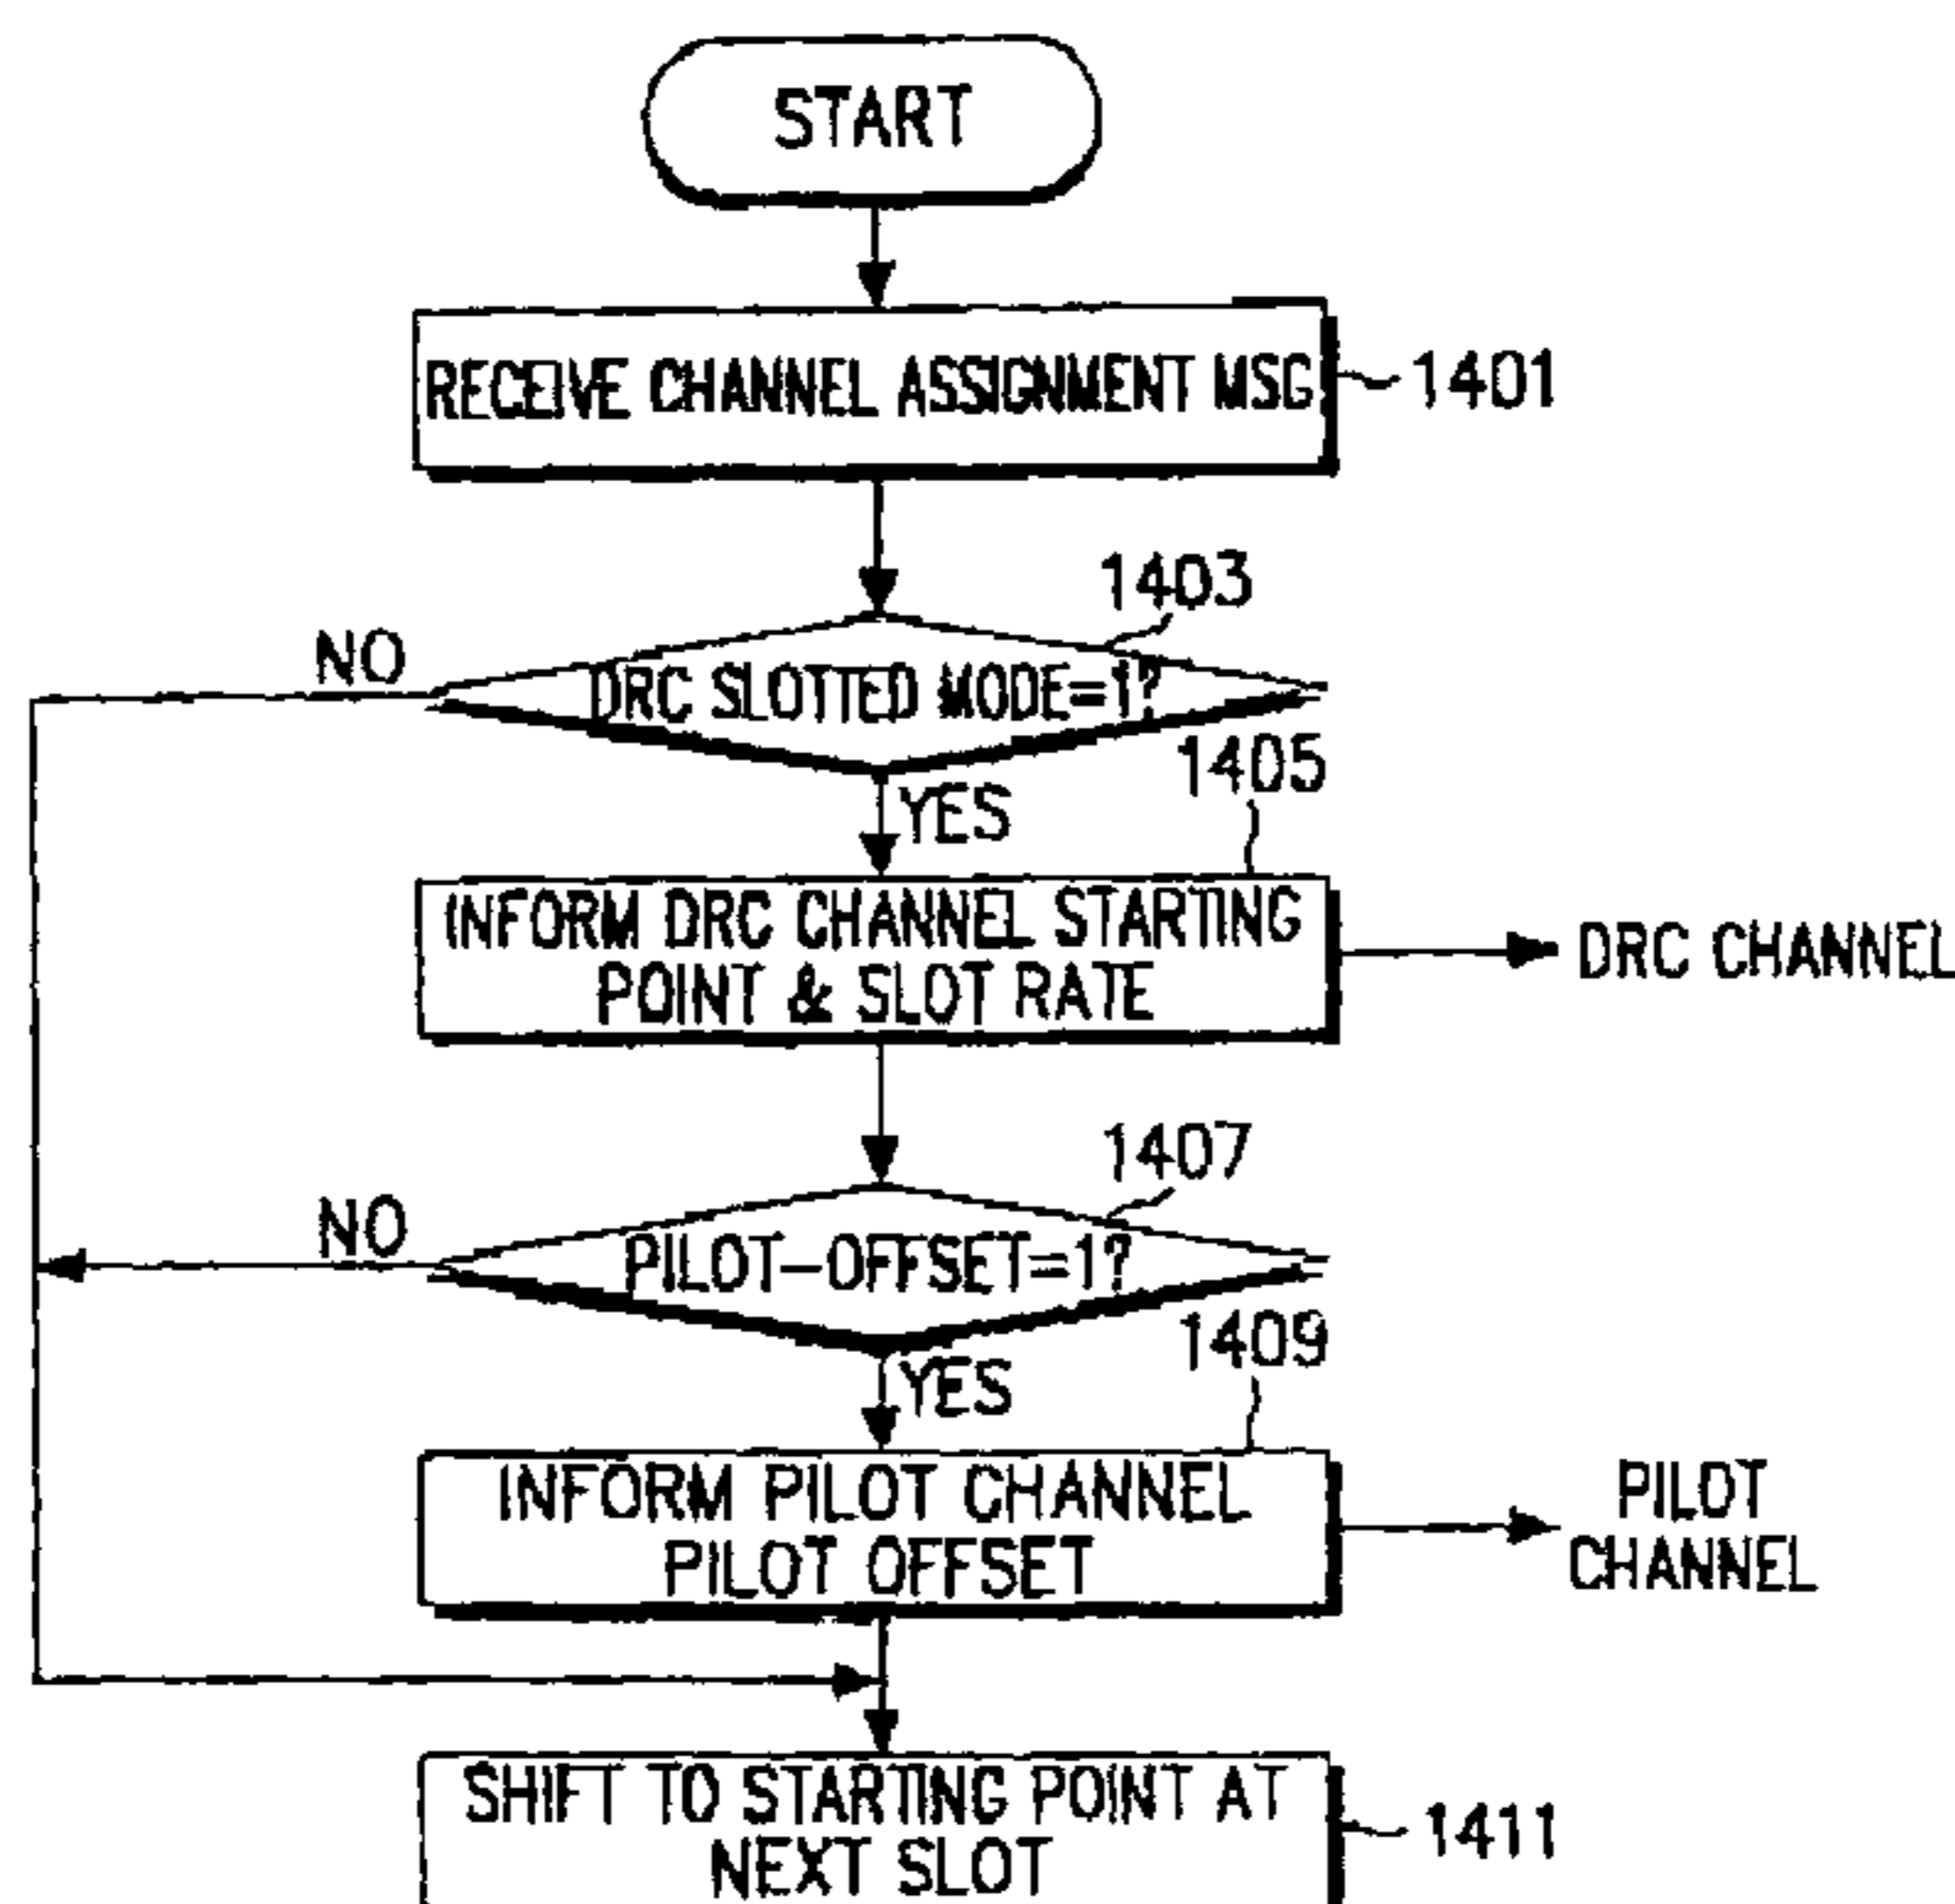 START
RECEIVE CHANNEL ASSIGNMENT MSG
1401
1403
NO
DRC SLOTTED MODE=1?
YES
1405
INFORM DRC CHANNEL STARTING
POINT & SLOT RATE
DRC CHANNEL
1407
NO
PILOT-OFFSET=1?
YES
1409
INFORM PILOT CHANNEL
PILOT OFFSET
PILOT
CHANNEL
SHIFT TO STARTING POINT AT
NEXT SLOT
1411